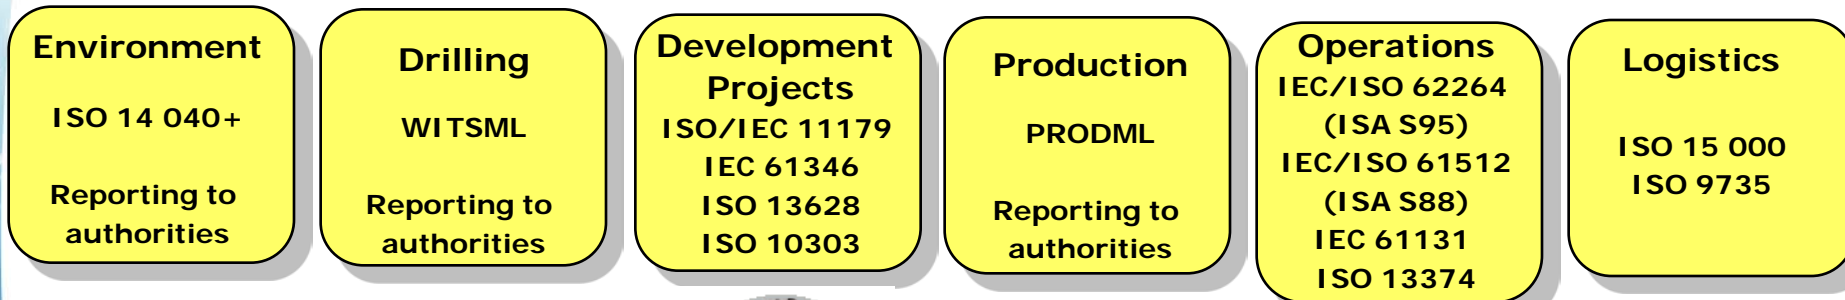 Environment
ISO 14 040+
Reporting to
authorities
Drilling
WITSML
Reporting to
authorities
Development
Projects
ISO/IEC 11179
IEC 61346
ISO 13628
ISO 10303
Production
PRODML
Reporting to
authorities
Operations
IEC/ISO 62264
(ISA S95)
IEC/ISO 61512
(ISA S88)
IEC 61131
ISO 13374
Logistics
ISO 15 000
ISO 9735